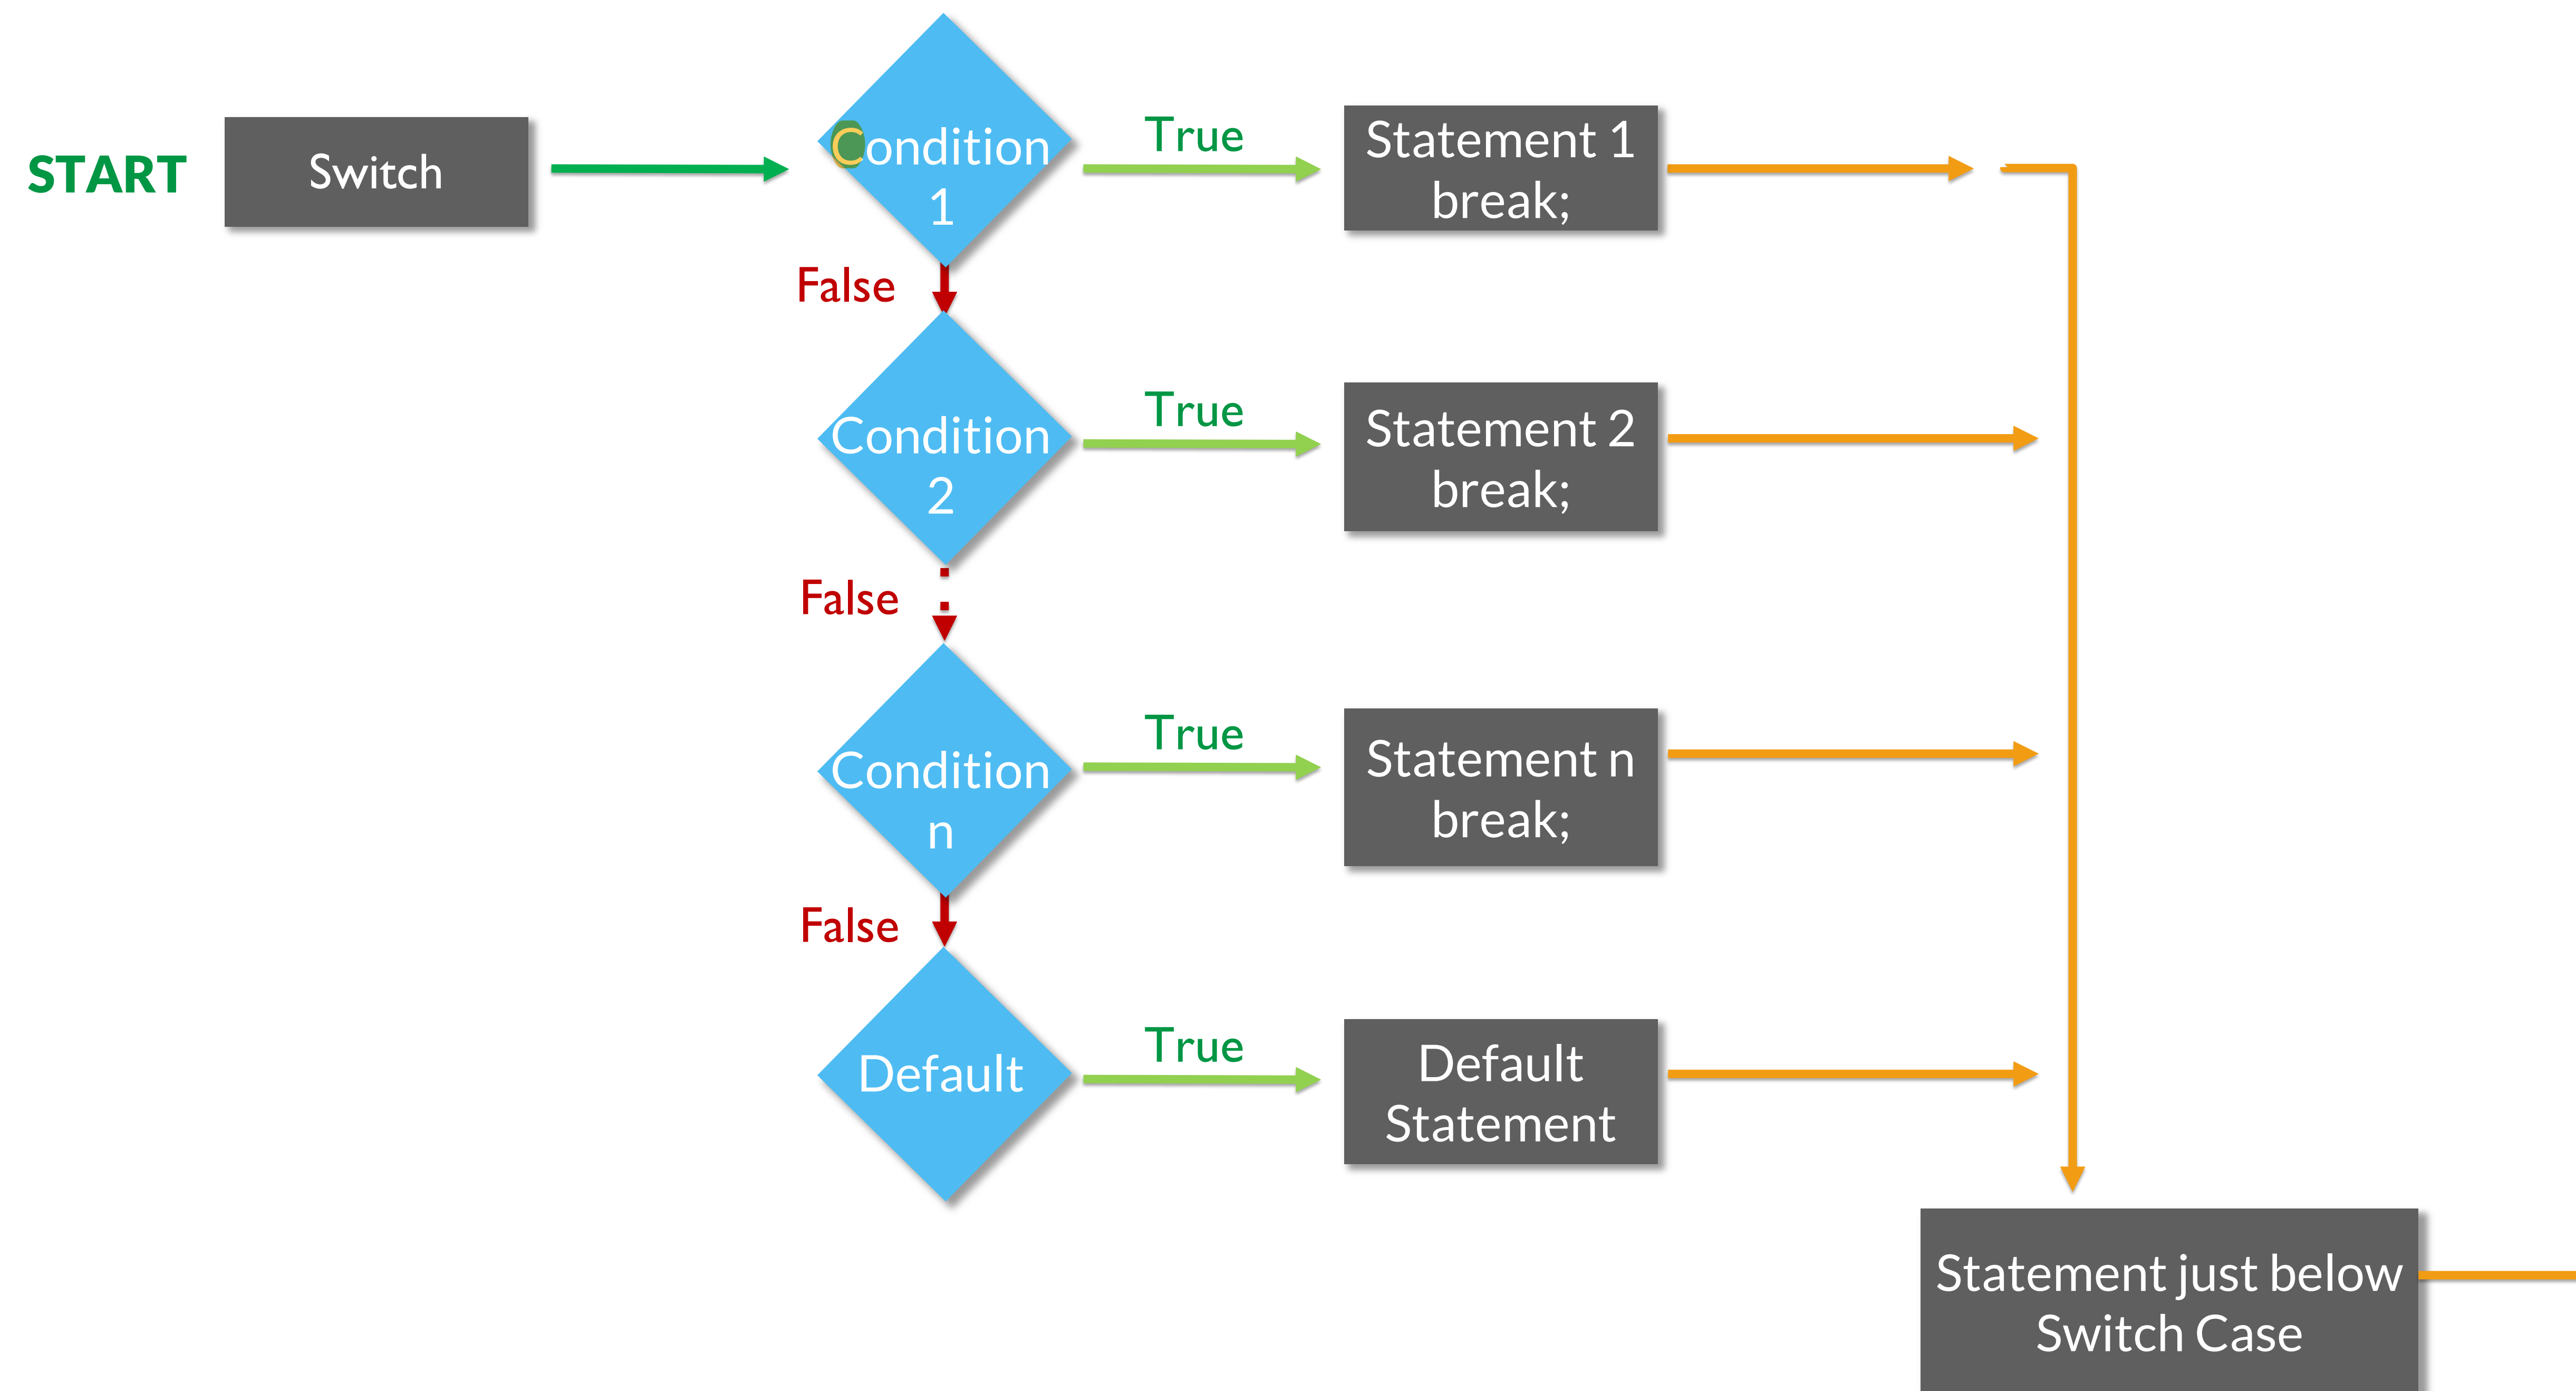 START
Switch
Condition
1
True
Statement 1
break;
False
Condition
2
True
Statement 2
break;
False
Condition
n
True
Statement n
break;
False
Default
True
Default
Statement
Statement just below
Switch Case